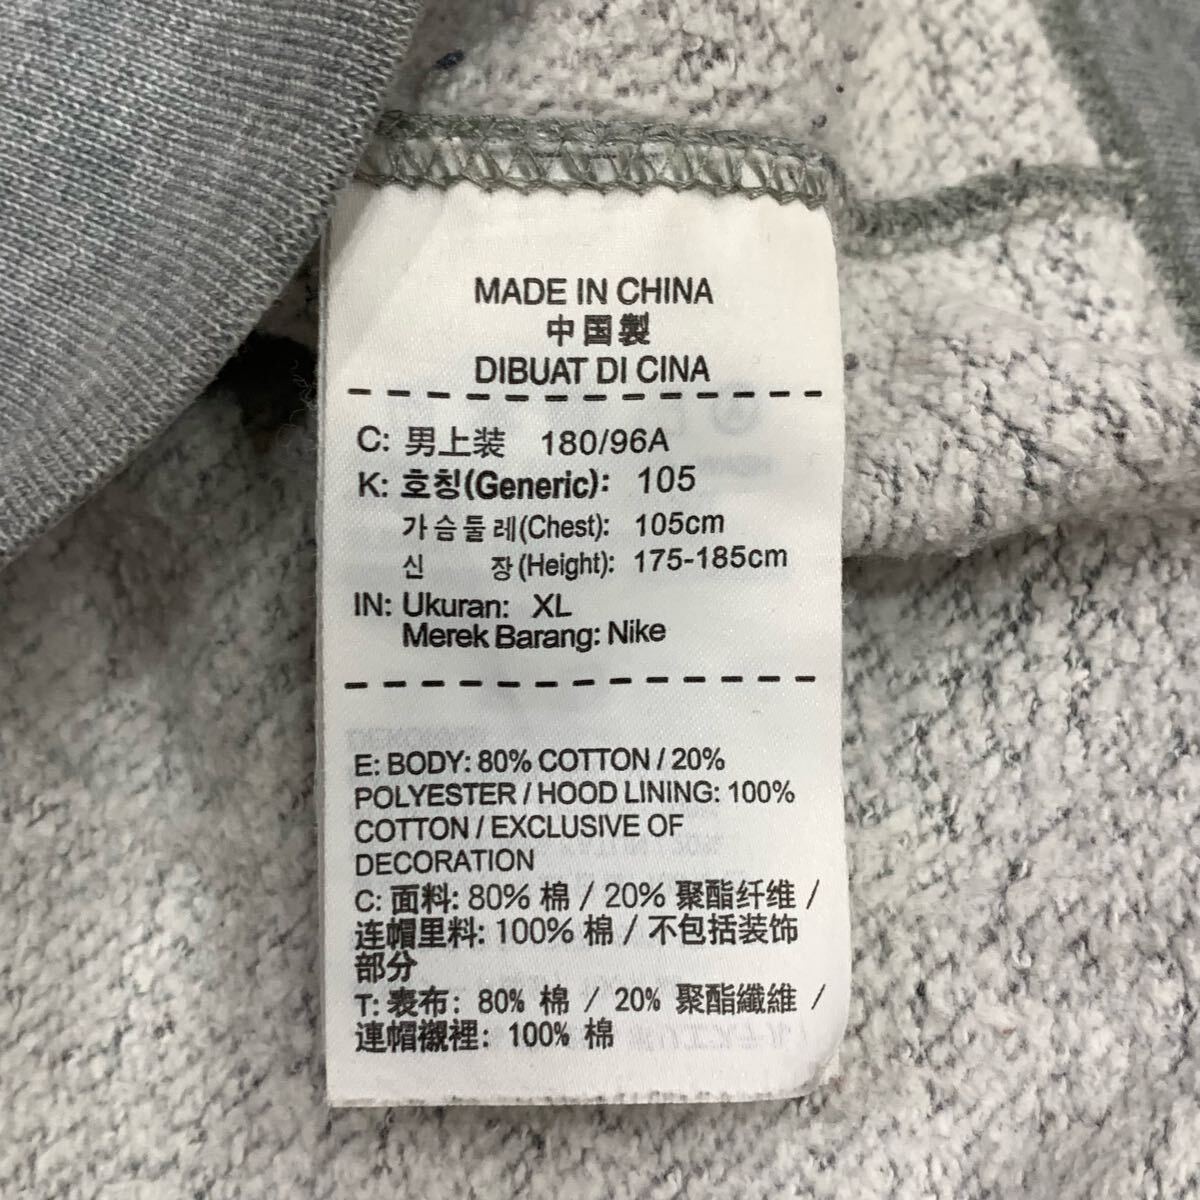 MADE IN CHINA
中国製
DIBUAT DI CINA
C: 男上装 180/96A
K: 호칭(Generic): 105
가슴둘레(Chest): 105cm
신 장(Height): 175-185cm
IN: Ukuran: XL
Merek Barang: Nike
E: BODY: 80% COTTON / 20%
POLYESTER / HOOD LINING: 100%
COTTON / EXCLUSIVE OF
DECORATION
C: 面料: 80% 棉 / 20% 聚酯纤维 /
连帽里料: 100% 棉 / 不包括装饰
部分
T: 表布: 80% 棉 / 20% 聚酯纖維 /
連帽襯裡: 100% 棉